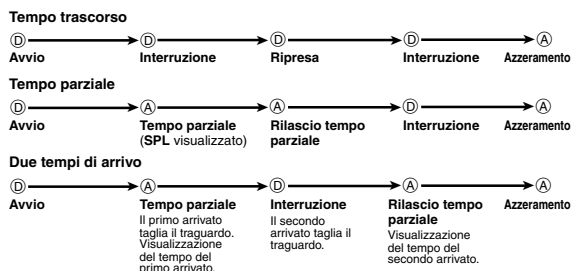 Tempo trascorso
Ⓓ Ⓓ Ⓓ Ⓓ Ⓐ
Avvio Interruzione Ripresa Interruzione Azzeramento
Tempo parziale
Ⓓ Ⓐ Ⓐ Ⓓ Ⓐ
Avvio Tempo parziale Rilascio tempo Interruzione Azzeramento
(SPL visualizzato) parziale
Due tempi di arrivo
Ⓓ Ⓐ Ⓓ Ⓐ Ⓐ
Avvio Tempo parziale Interruzione Rilascio tempo Azzeramento
parziale
Il primo arrivato
taglia il traguardo.
Visualizzazione
del tempo del
primo arrivato.
Il secondo
arrivato taglia il
traguardo.
Visualizzazione
del tempo del
secondo arrivato.